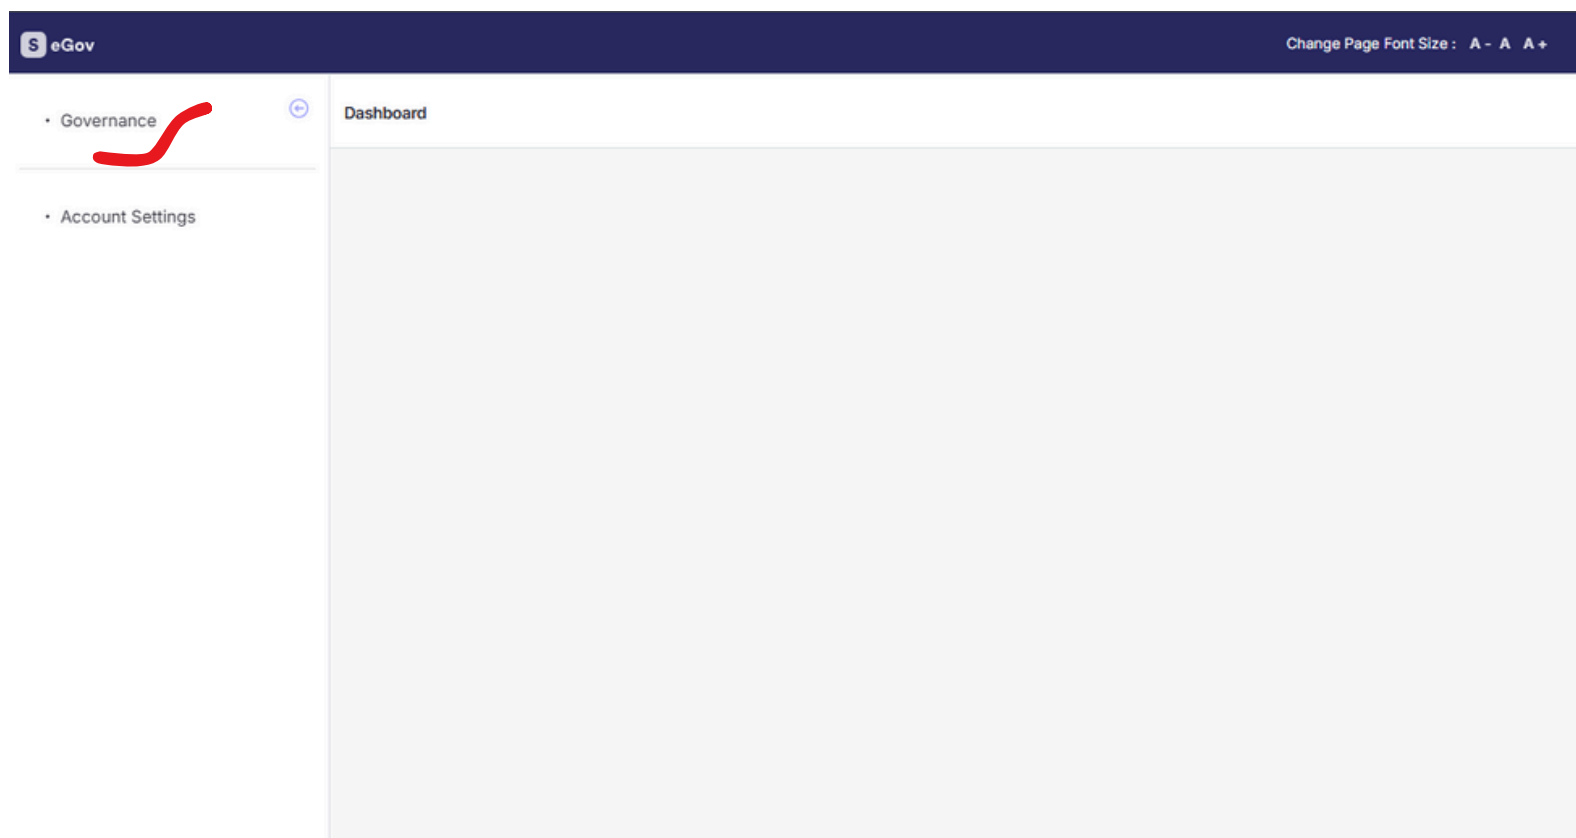 S eGov
Change Page Font Size : A - A A +
• Governance
Dashboard
• Account Settings